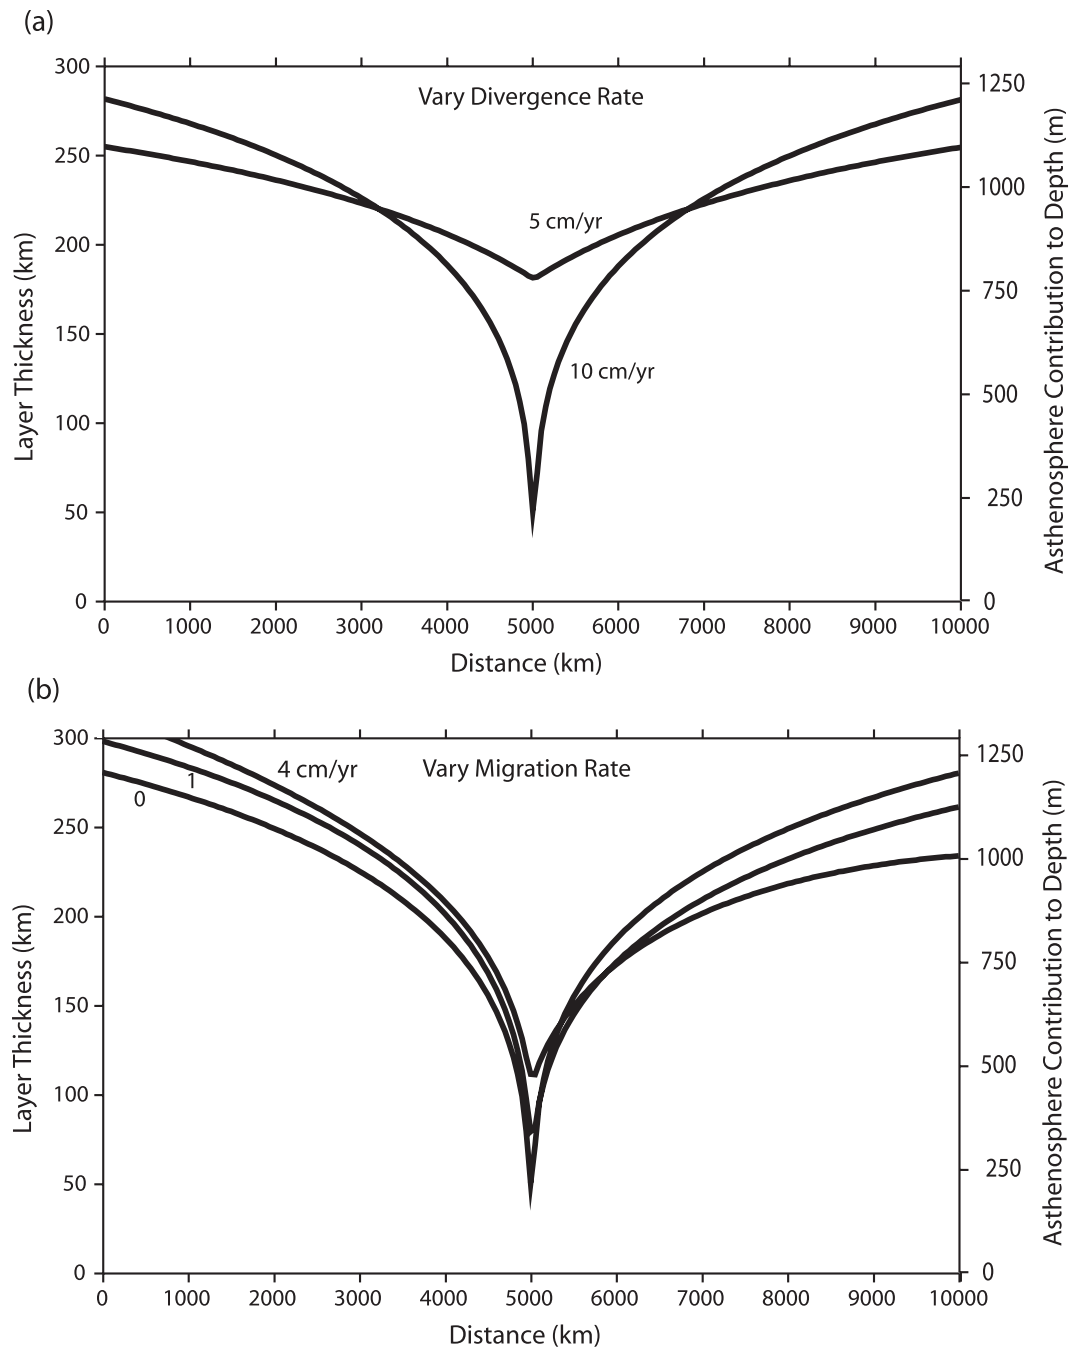 (a)
Vary Divergence Rate
5 cm/yr
10 cm/yr
Layer Thickness (km)
300
250
200
150
100
50
0
Asthenosphere Contribution to Depth (m)
1250
1000
750
500
250
0
0 1000 2000 3000 4000 5000 6000 7000 8000 9000 10000
Distance (km)
(b)
Vary Migration Rate
4 cm/yr
1
0
Layer Thickness (km)
300
250
200
150
100
50
0
Asthenosphere Contribution to Depth (m)
1250
1000
750
500
250
0
0 1000 2000 3000 4000 5000 6000 7000 8000 9000 10000
Distance (km)